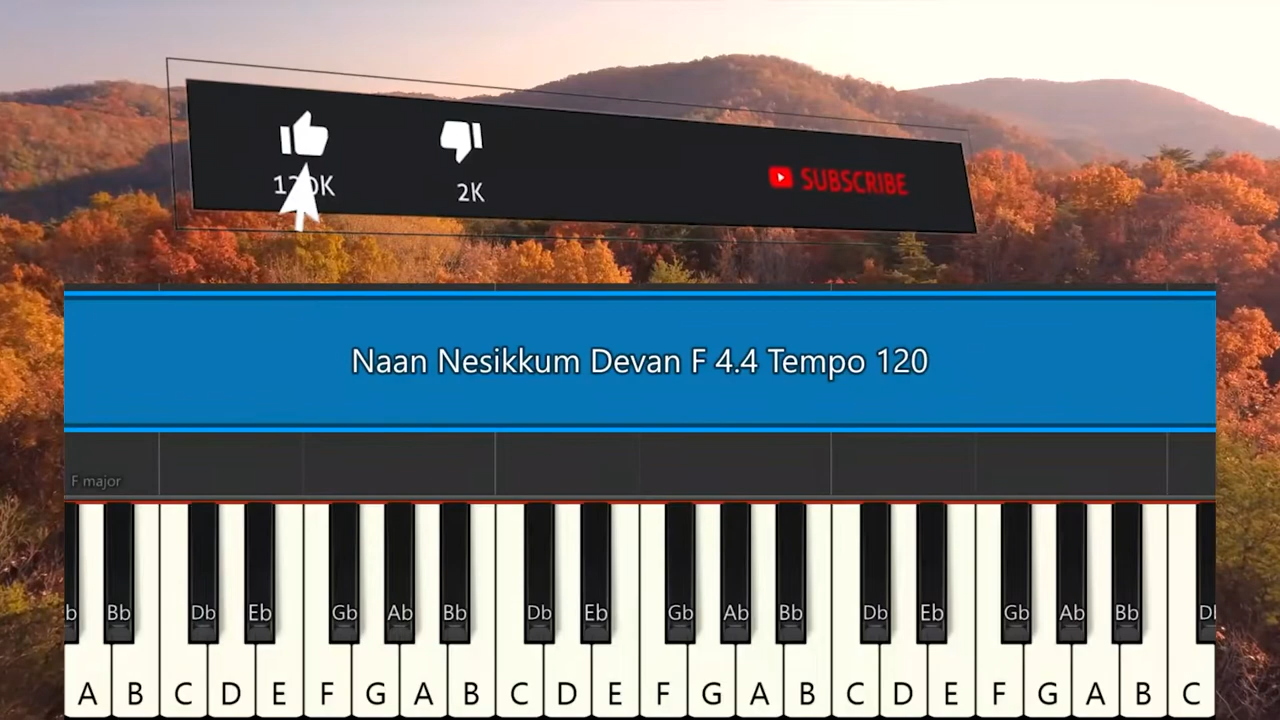 2K
SUBSCRIBE
Naan Nesikkum Devan F 4.4 Tempo 120
F major
Bb Db Eb Gb Ab Bb Db Eb Gb Ab Bb Db Eb Gb Ab Bb
A B C D E F G A B C D E F G A B C D E F G A B C